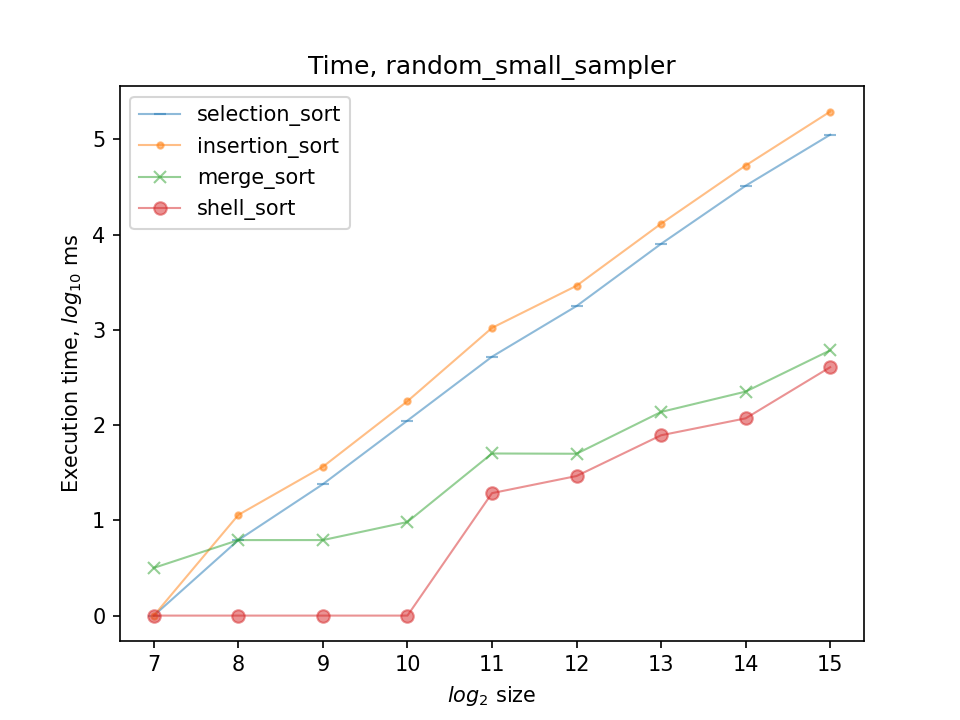 Time, random_small_sampler
selection_sort
insertion_sort
merge_sort
shell_sort
Execution time, log₁₀ ms
5
4
3
2
1
0
7 8 9 10 11 12 13 14 15
log₂ size